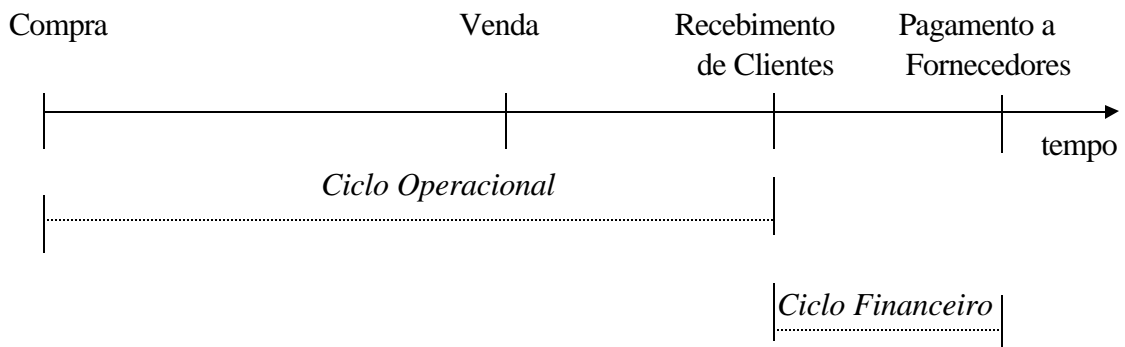 Compra Venda Recebimento Pagamento a
de Clientes Fornecedores
tempo
Ciclo Operacional
Ciclo Financeiro